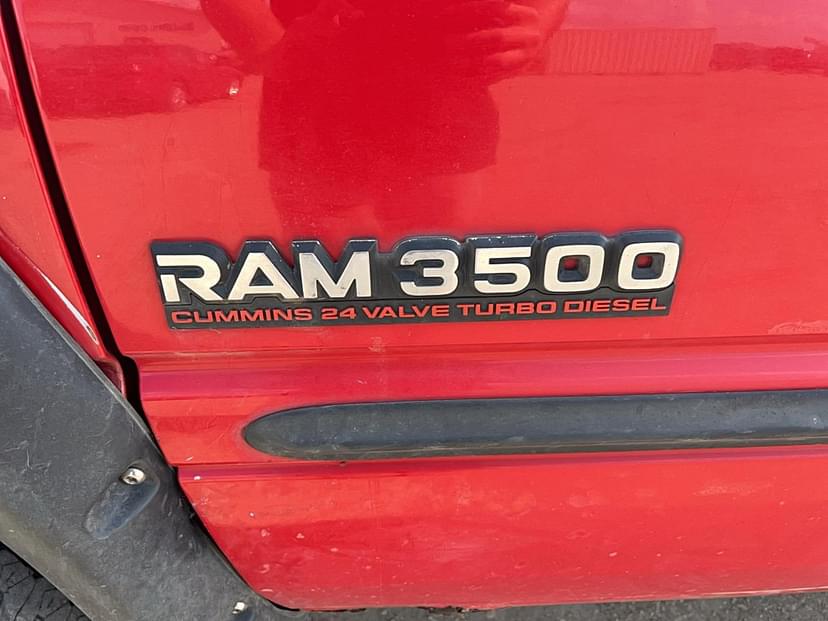 RAM 3500
CUMMINS 24 VALVE TURBO DIESEL